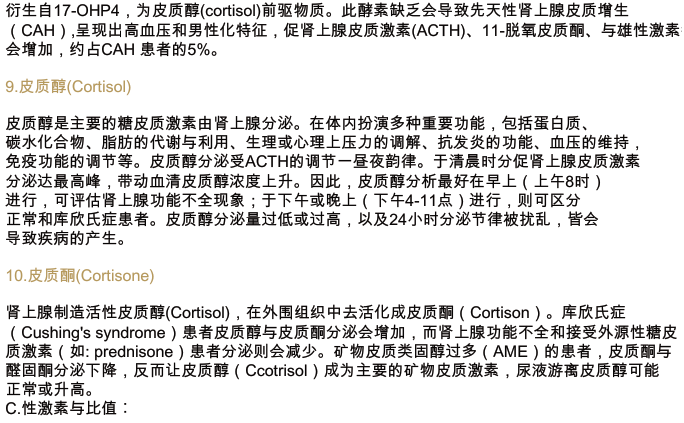 衍生自17-OHP4，为皮质醇(cortisol)前驱物质。此酵素缺乏会导致先天性肾上腺皮质增生
（CAH）,呈现出高血压和男性化特征，促肾上腺皮质激素(ACTH)、11-脱氧皮质酮、与雄性激素
会增加，约占CAH 患者的5%。
9.皮质醇(Cortisol)
皮质醇是主要的糖皮质激素由肾上腺分泌。在体内扮演多种重要功能，包括蛋白质、
碳水化合物、脂肪的代谢与利用、生理或心理上压力的调解、抗发炎的功能、血压的维持，
免疫功能的调节等。皮质醇分泌受ACTH的调节一昼夜韵律。于清晨时分促肾上腺皮质激素
分泌达最高峰，带动血清皮质醇浓度上升。因此，皮质醇分析最好在早上（上午8时）
进行，可评估肾上腺功能不全现象；于下午或晚上（下午4-11点）进行，则可区分
正常和库欣氏症患者。皮质醇分泌量过低或过高，以及24小时分泌节律被扰乱，皆会
导致疾病的产生。
10.皮质酮(Cortisone)
肾上腺制造活性皮质醇(Cortisol)，在外围组织中去活化成皮质酮（Cortison）。库欣氏症
（Cushing's syndrome）患者皮质醇与皮质酮分泌会增加，而肾上腺功能不全和接受外源性糖皮
质激素（如: prednisone）患者分泌则会减少。矿物皮质类固醇过多（AME）的患者，皮质酮与
醛固酮分泌下降，反而让皮质醇（Ccotrisol）成为主要的矿物皮质激素，尿液游离皮质醇可能
正常或升高。
C.性激素与比值：